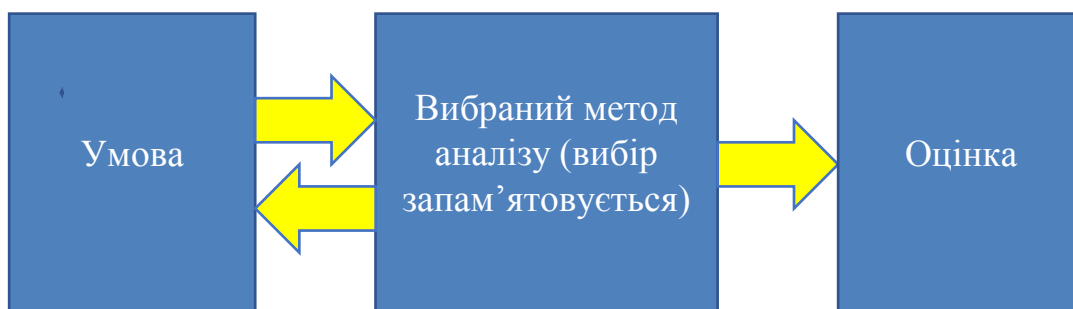 Умова
Вибраний метод
аналізу (вибір
запам’ятовується)
Оцінка